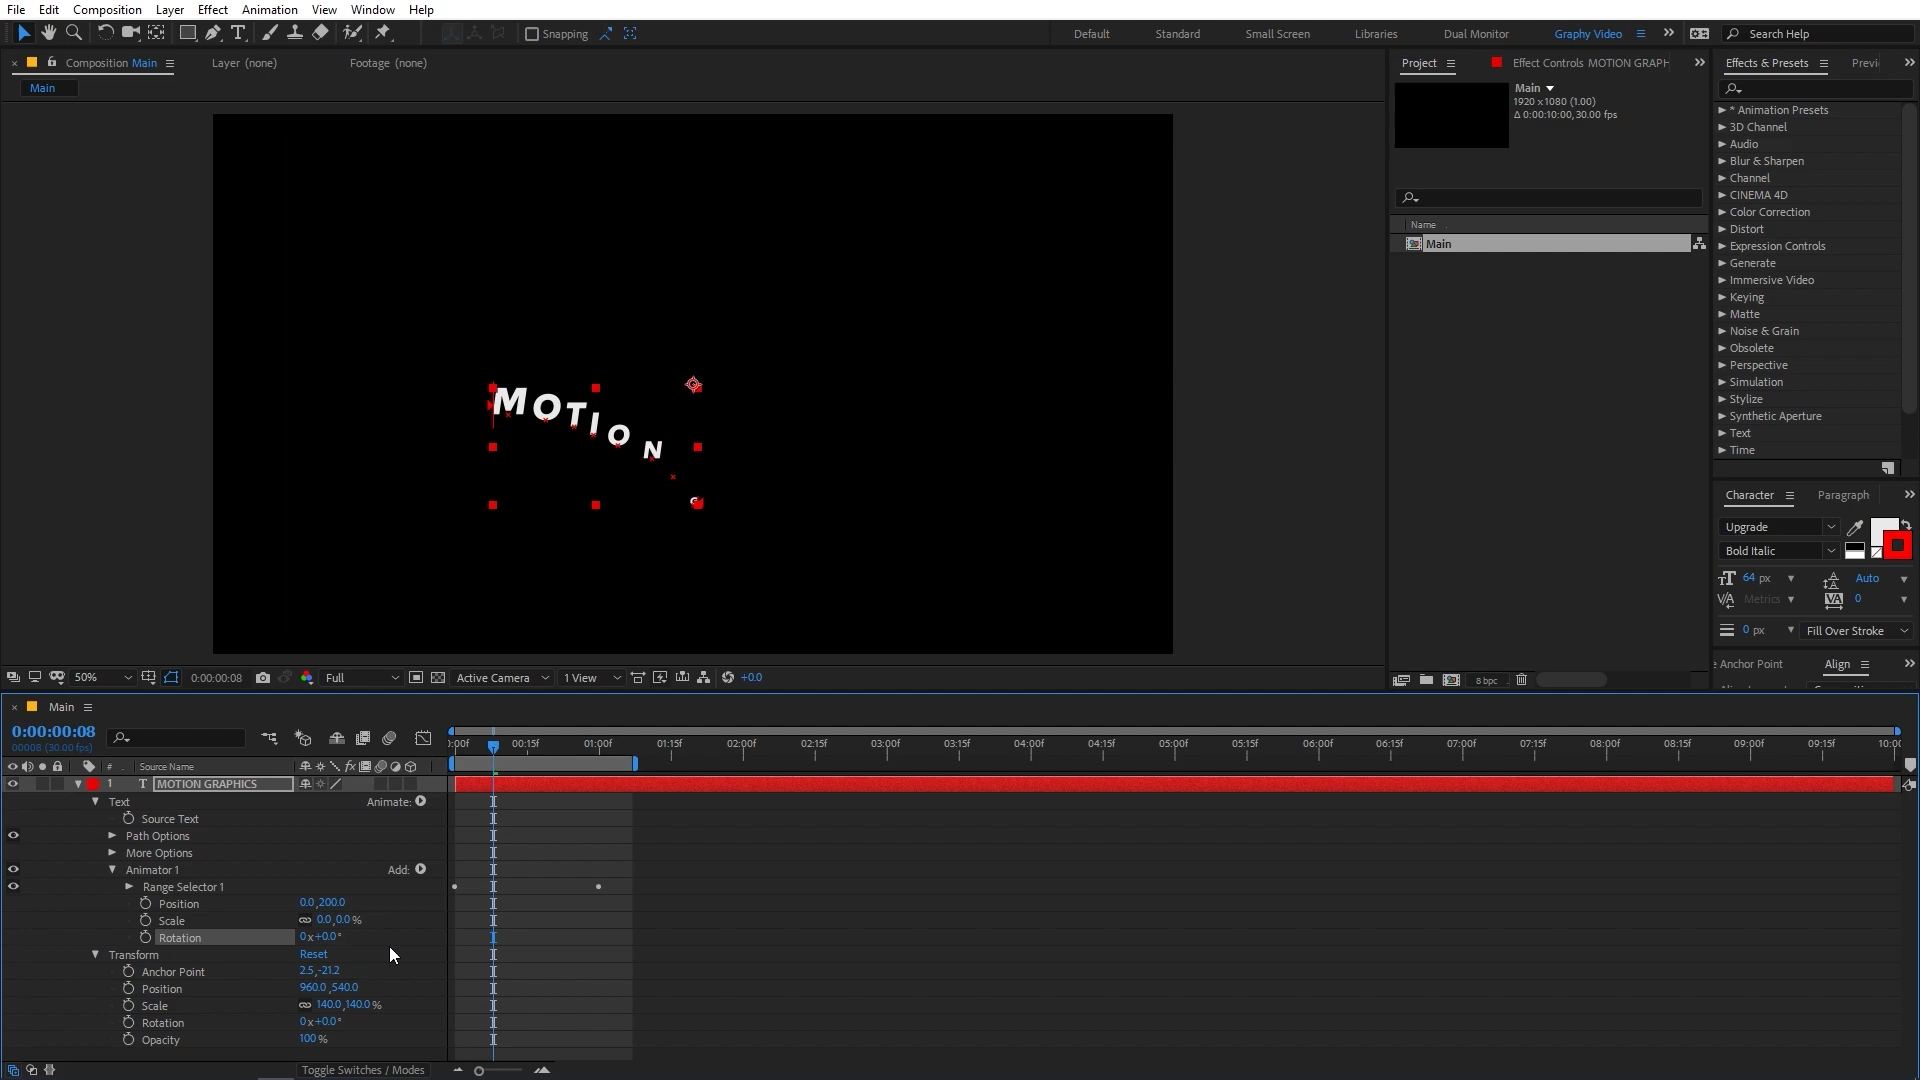 File Edit Composition Layer Effect Animation View Window Help
Snapping
Default Standard Small Screen Libraries Dual Monitor Graphy Video Search Help
Composition Main Layer (none) Footage (none)
Main
MOTION
Project Effect Controls MOTION GRAPH
Main
1920 x1080 (1.00)
Δ 0:00:10:00, 30.00 fps
Name
Main
Effects & Presets Previ
* Animation Presets
3D Channel
Audio
Blur & Sharpen
Channel
CINEMA 4D
Color Correction
Distort
Expression Controls
Generate
Immersive Video
Keying
Matte
Noise & Grain
Obsolete
Perspective
Simulation
Stylize
Synthetic Aperture
Text
Time
Character Paragraph
Upgrade
Bold Italic
64 px Auto
Metrics 0
0 px Fill Over Stroke
e Anchor Point Align
50% 0:00:00:08 Full Active Camera 1 View +0.0
8 bpc
Main
0:00:00:08
00008 (30.00 fps)
):00f 00:15f 01:00f 01:15f 02:00f 02:15f 03:00f 03:15f 04:00f 04:15f 05:00f 05:15f 06:00f 06:15f 07:00f 07:15f 08:00f 08:15f 09:00f 09:15f 10:00
# Source Name
1 T MOTION GRAPHICS
Text Animate:
Source Text
Path Options
More Options
Animator 1 Add:
Range Selector 1
Position 0.0,200.0
Scale 0.0,0.0%
Rotation 0x+0.0°
Transform Reset
Anchor Point 2.5,-21.2
Position 960.0,540.0
Scale 140.0,140.0%
Rotation 0x+0.0°
Opacity 100%
Toggle Switches / Modes